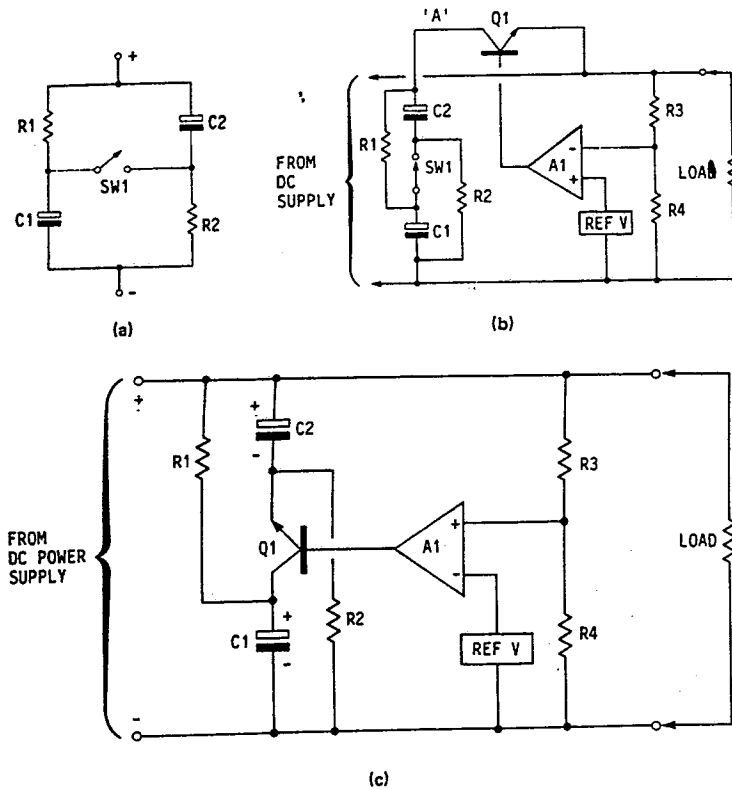 +
R1
C2
SW1
C1
R2
-
(a)
'A'
Q1
C2
R1
SW1
R2
C1
FROM
DC
SUPPLY
A1
-
+
REF V
R3
R4
LOAD
(b)
+
-
FROM
DC POWER
SUPPLY
R1
+
C2
-
Q1
C1
+
-
R2
A1
+
-
REF V
R3
R4
LOAD
(c)